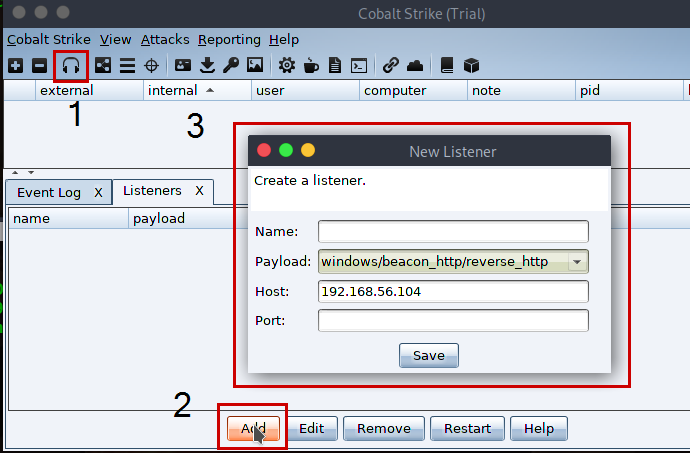 Cobalt Strike (Trial)
Cobalt Strike View Attacks Reporting Help
external internal user computer note pid
1
3
New Listener
Create a listener.
Event Log X Listeners X
name payload
Name:
Payload: windows/beacon_http/reverse_http
Host: 192.168.56.104
Port:
Save
2
Add Edit Remove Restart Help